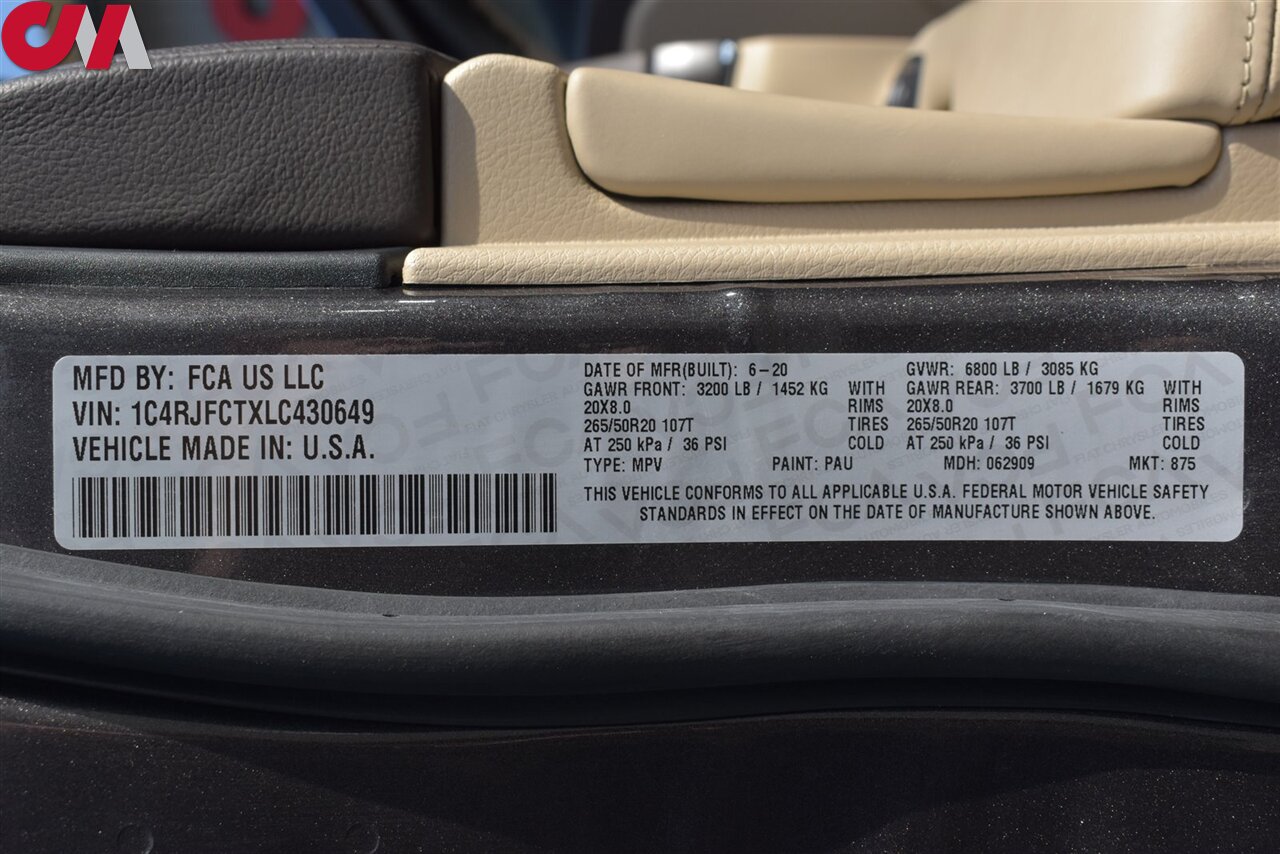 CMA
MFD BY: FCA US LLC
VIN: 1C4RJFCTXLC430649
VEHICLE MADE IN: U.S.A.
DATE OF MFR(BUILT): 6-20
GAWR FRONT: 3200 LB / 1452 KG WITH
20X8.0 RIMS
265/50R20 107T TIRES
AT 250 kPa / 36 PSI COLD
GVWR: 6800 LB / 3085 KG
GAWR REAR: 3700 LB / 1679 KG WITH
20X8.0 RIMS
265/50R20 107T TIRES
AT 250 kPa / 36 PSI COLD
TYPE: MPV PAINT: PAU MDH: 062909 MKT: 875
THIS VEHICLE CONFORMS TO ALL APPLICABLE U.S.A. FEDERAL MOTOR VEHICLE SAFETY
STANDARDS IN EFFECT ON THE DATE OF MANUFACTURE SHOWN ABOVE.